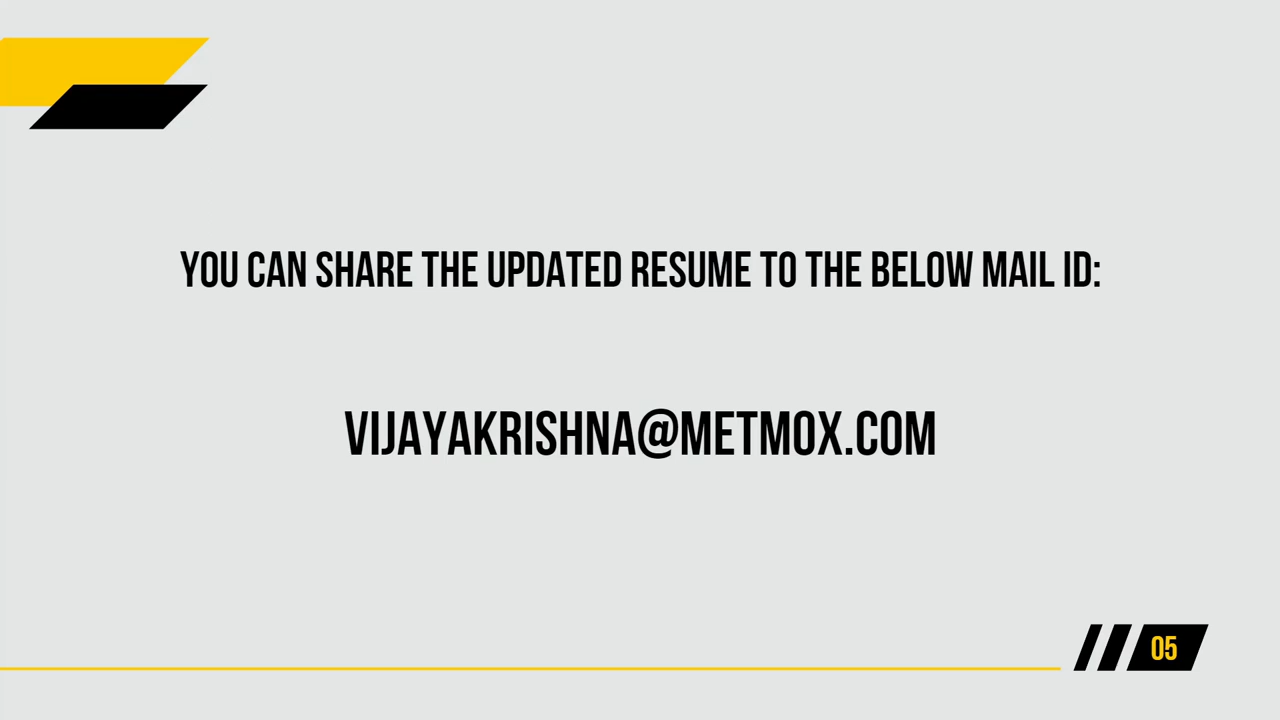 YOU CAN SHARE THE UPDATED RESUME TO THE BELOW MAIL ID:
VIJAYAKRISHNA@METMOX.COM
05